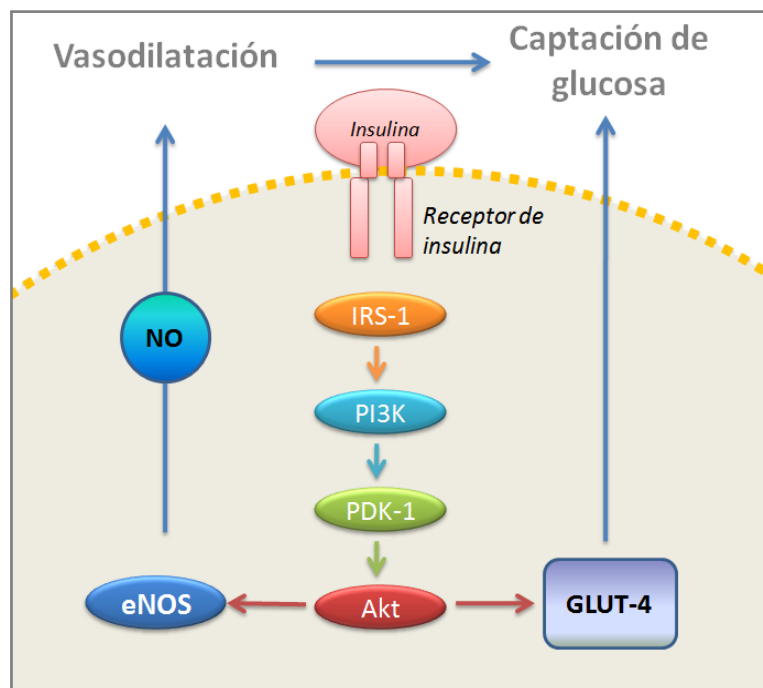 Vasodilatación
Captación de
glucosa
Insulina
Receptor de
insulina
IRS-1
NO
PI3K
PDK-1
eNOS
Akt
GLUT-4